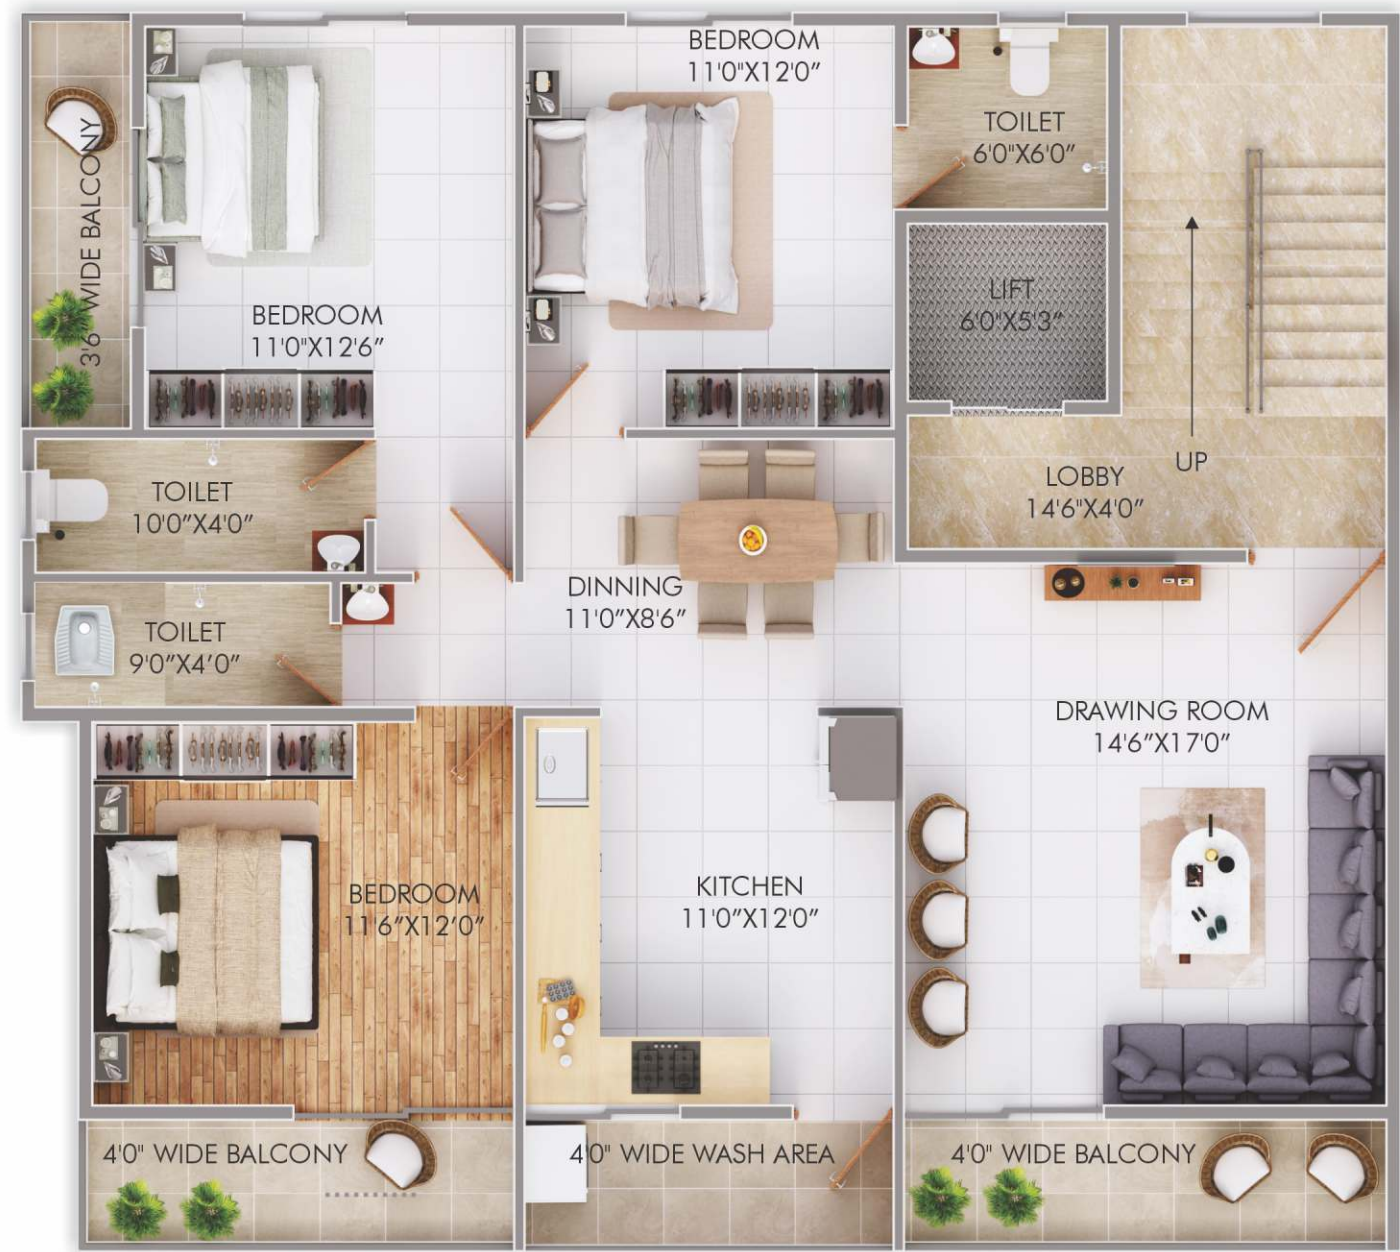 BEDROOM
11'0"X12'0"
TOILET
6'0"X6'0"
3'6" WIDE BALCONY
BEDROOM
11'0"X12'6"
LIFT
6'0"X5'3"
UP
LOBBY
14'6"X4'0"
TOILET
10'0"X4'0"
DINNING
11'0"X8'6"
TOILET
9'0"X4'0"
DRAWING ROOM
14'6"X17'0"
BEDROOM
11'6"X12'0"
KITCHEN
11'0"X12'0"
4'0" WIDE BALCONY
4'0" WIDE WASH AREA
4'0" WIDE BALCONY